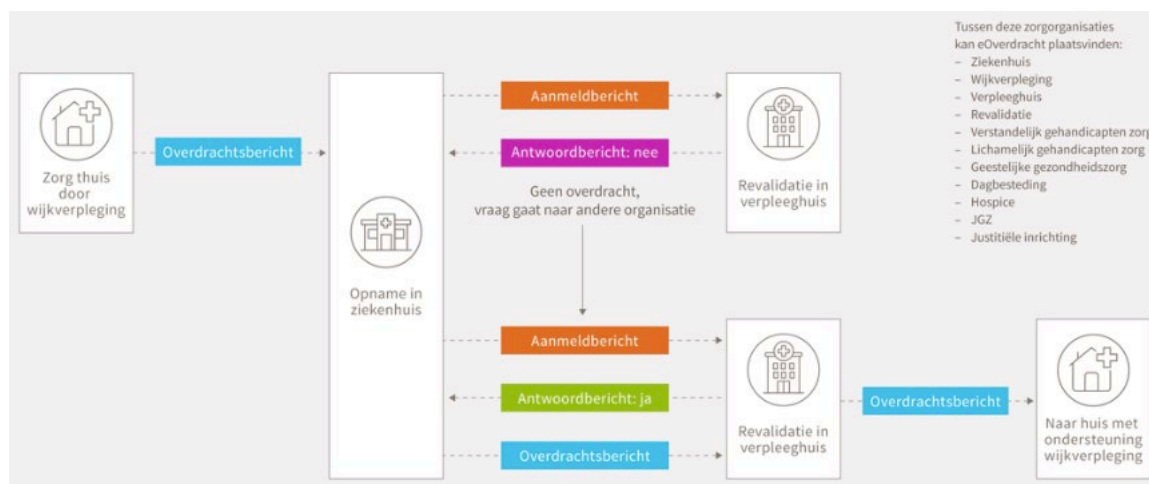 Tussen deze zorgorganisaties
kan eOverdracht plaatsvinden:
– Ziekenhuis
– Wijkverpleging
– Verpleeghuis
– Revalidatie
– Verstandelijk gehandicapten zorg
– Lichamelijk gehandicapten zorg
– Geestelijke gezondheidszorg
– Dagbesteding
– Hospice
– JGZ
– Justitiële inrichting
Zorg thuis
door
wijkverpleging
Overdrachtsbericht
Opname in
ziekenhuis
Aanmeldbericht
Antwoordbericht: nee
Geen overdracht,
vraag gaat naar andere organisatie
Revalidatie in
verpleeghuis
Aanmeldbericht
Antwoordbericht: ja
Overdrachtsbericht
Revalidatie in
verpleeghuis
Overdrachtsbericht
Naar huis met
ondersteuning
wijkverpleging